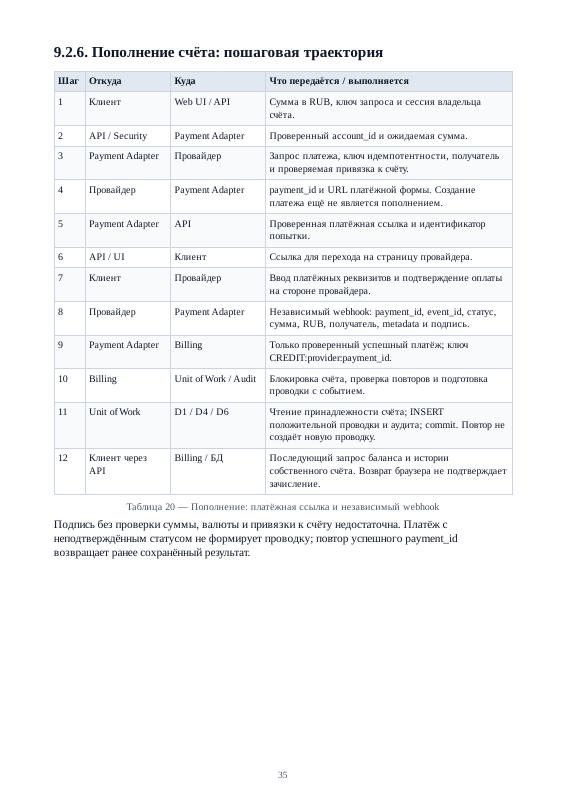 9.2.6. Пополнение счёта: пошаговая траектория
Шаг Откуда Куда Что передаётся / выполняется
1 Клиент Web UI / API Сумма в RUB, ключ запроса и сессия владельца
счёта.
2 API / Security Payment Adapter Проверенный account_id и ожидаемая сумма.
3 Payment Adapter Провайдер Запрос платежа, ключ идемпотентности, получатель
и проверяемая привязка к счёту.
4 Провайдер Payment Adapter payment_id и URL платёжной формы. Создание
платежа ещё не является пополнением.
5 Payment Adapter API Проверенная платёжная ссылка и идентификатор
попытки.
6 API / UI Клиент Ссылка для перехода на страницу провайдера.
7 Клиент Провайдер Ввод платёжных реквизитов и подтверждение оплаты
на стороне провайдера.
8 Провайдер Payment Adapter Независимый webhook: payment_id, event_id, статус,
сумма, RUB, получатель, metadata и подпись.
9 Payment Adapter Billing Только проверенный успешный платёж; ключ
CREDIT:provider:payment_id.
10 Billing Unit of Work / Audit Блокировка счёта, проверка повторов и подготовка
проводки с событием.
11 Unit of Work D1 / D4 / D6 Чтение принадлежности счёта; INSERT
положительной проводки и аудита; commit. Повтор не
создаёт новую проводку.
12 Клиент через Billing / БД Последующий запрос баланса и истории
API собственного счёта. Возврат браузера не подтверждает
зачисление.
Таблица 20 — Пополнение: платёжная ссылка и независимый webhook
Подпись без проверки суммы, валюты и привязки к счёту недостаточна. Платёж с
неподтверждённым статусом не формирует проводку; повтор успешного payment_id
возвращает ранее сохранённый результат.
35